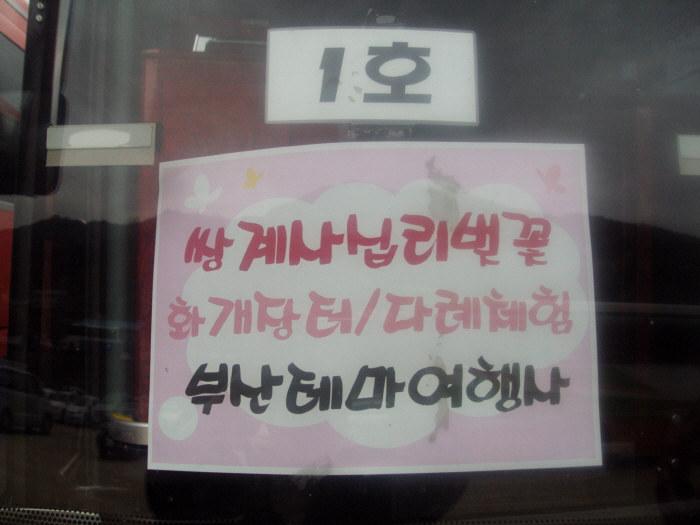 1호
쌍계사십리벚꽃
화개장터/다례체험
부산테마여행사